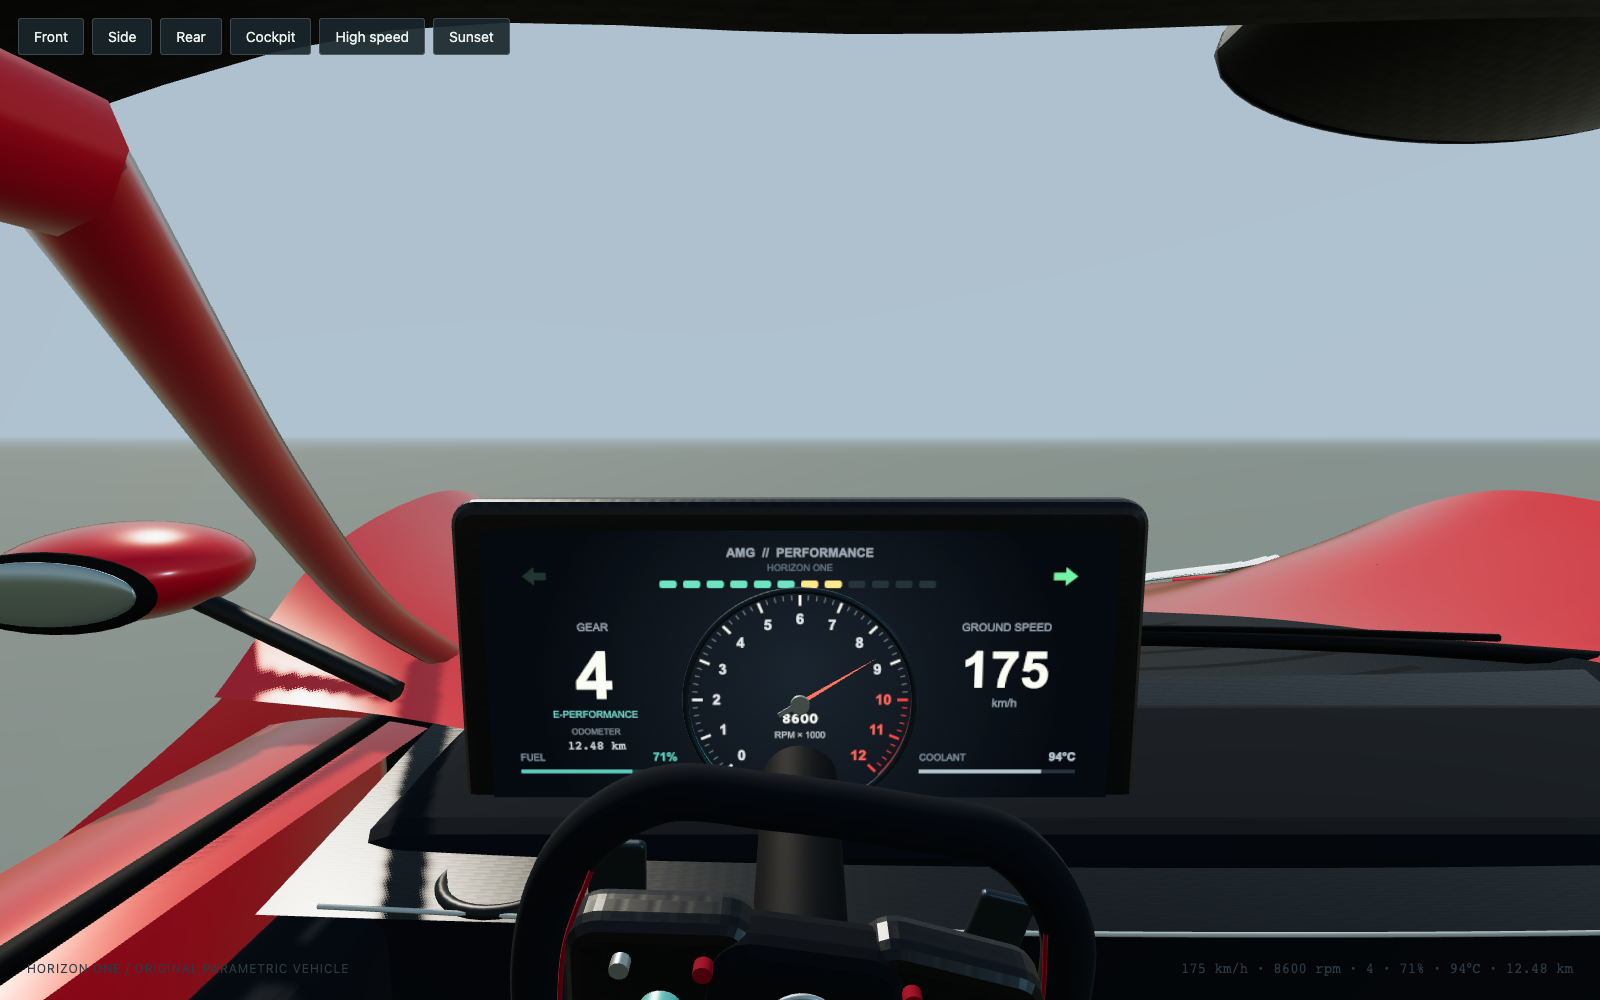 Front Side Rear Cockpit High speed Sunset
AMG // PERFORMANCE
HORIZON ONE
GEAR
4
E-PERFORMANCE
ODOMETER
12.48 km
FUEL 71%
0 1 2 3 4 5 6 7 8 9 10 11 12
8600
RPM × 1000
GROUND SPEED
175
km/h
COOLANT 94°C
HORIZON ONE / ORIGINAL PARAMETRIC VEHICLE
175 km/h • 8600 rpm • 4 • 71% • 94°C • 12.48 km